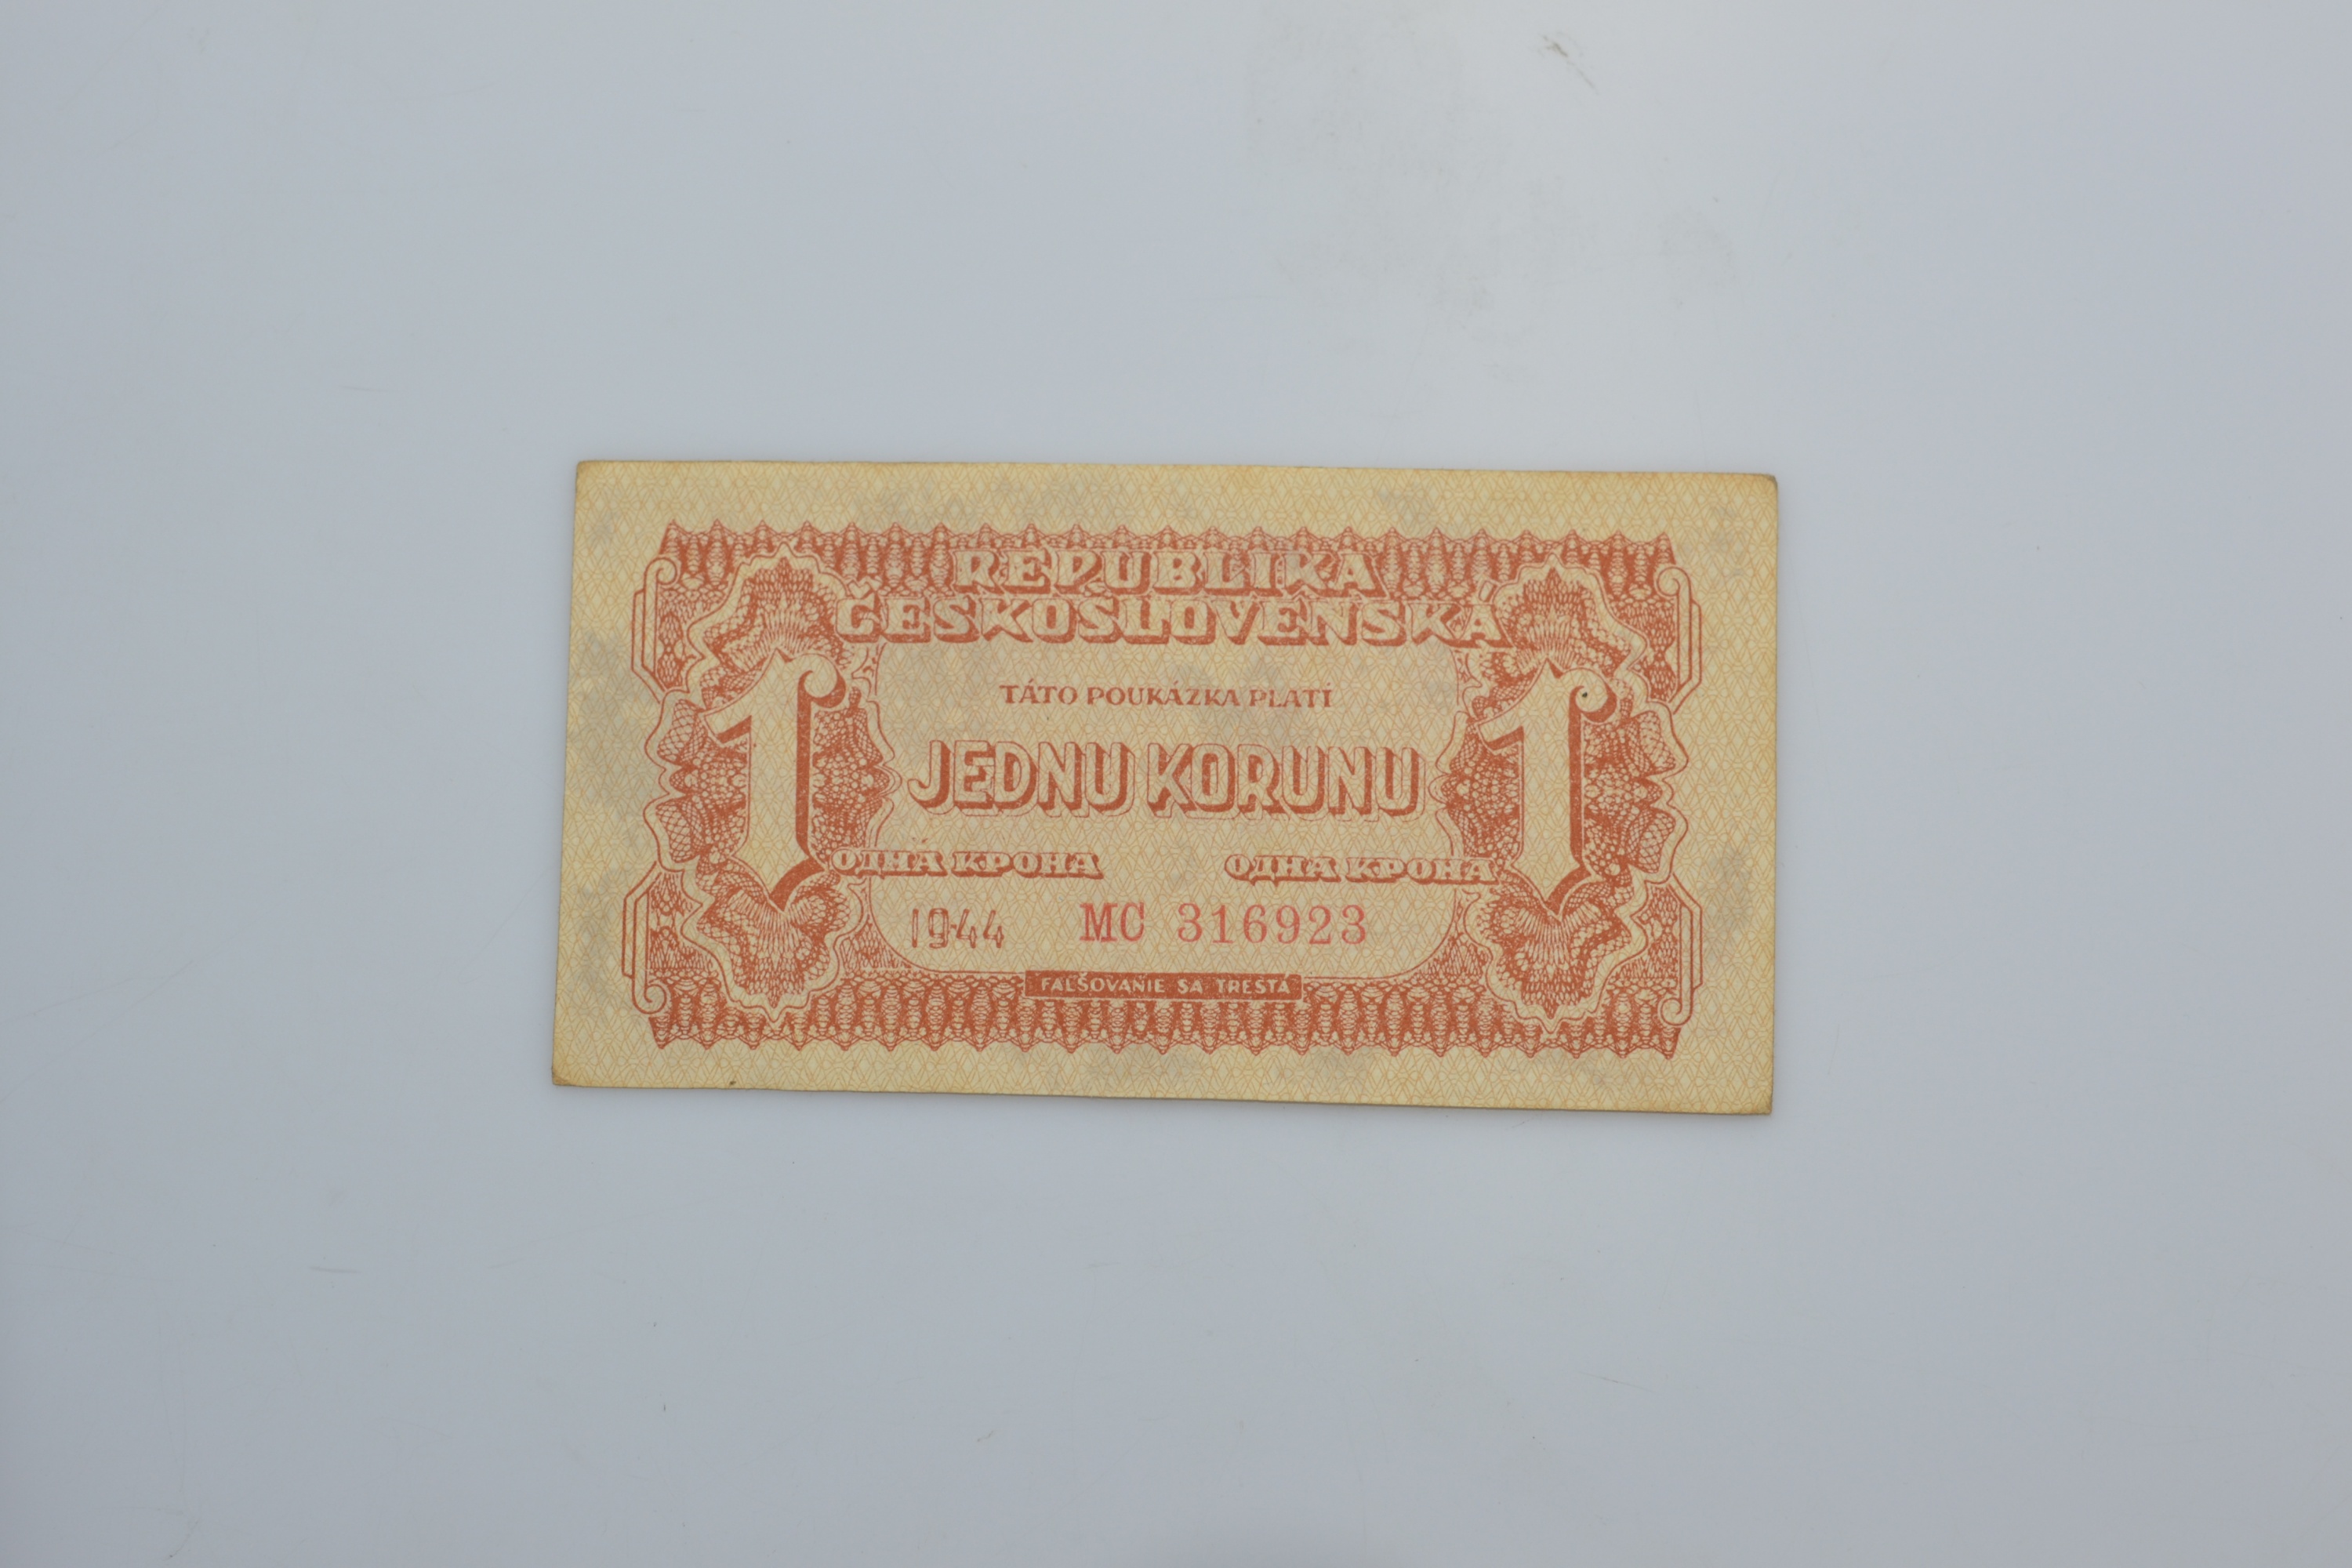 REPUBLIKA
ČESKOSLOVENSKÁ
TÁTO POUKÁZKA PLATÍ
1 JEDNU KORUNU 1
ОДНА КРОНА ОДНА КРОНА
1944 MC 316923
FALŠOVANIE SA TRESTÁ